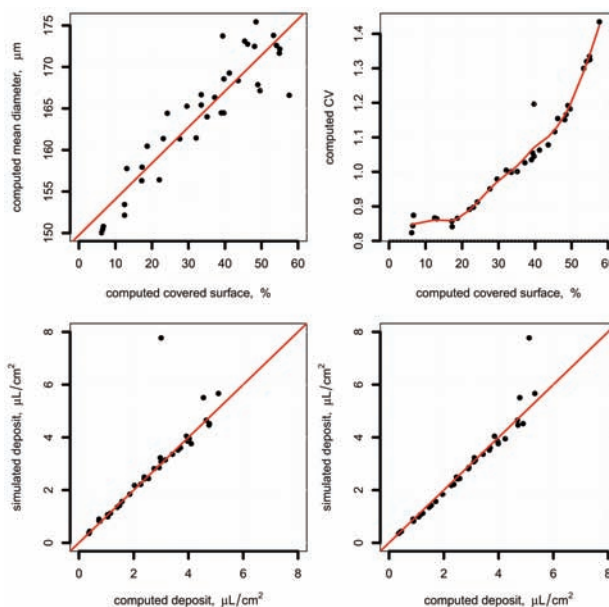 computed mean diameter, μm
150 155 160 165 170 175
0 10 20 30 40 50 60
computed covered surface, %
computed CV
0.8 0.9 1.0 1.1 1.2 1.3 1.4
0 10 20 30 40 50 60
computed covered surface, %
simulated deposit, μL/cm²
0 2 4 6 8
0 2 4 6 8
computed deposit, μL/cm²
simulated deposit, μL/cm²
0 2 4 6 8
0 2 4 6 8
computed deposit, μL/cm²